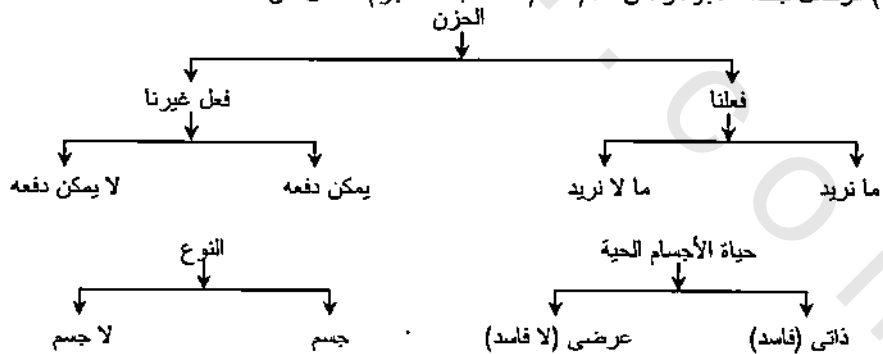 الحزن
فعلنا فعل غيرنا
ما نريد ما لا نريد يمكن دفعه لا يمكن دفعه
حياة الأجسام الحية النوع
ذاتى (فاسد) عرضى (لا فاسد) جسم لا جسم